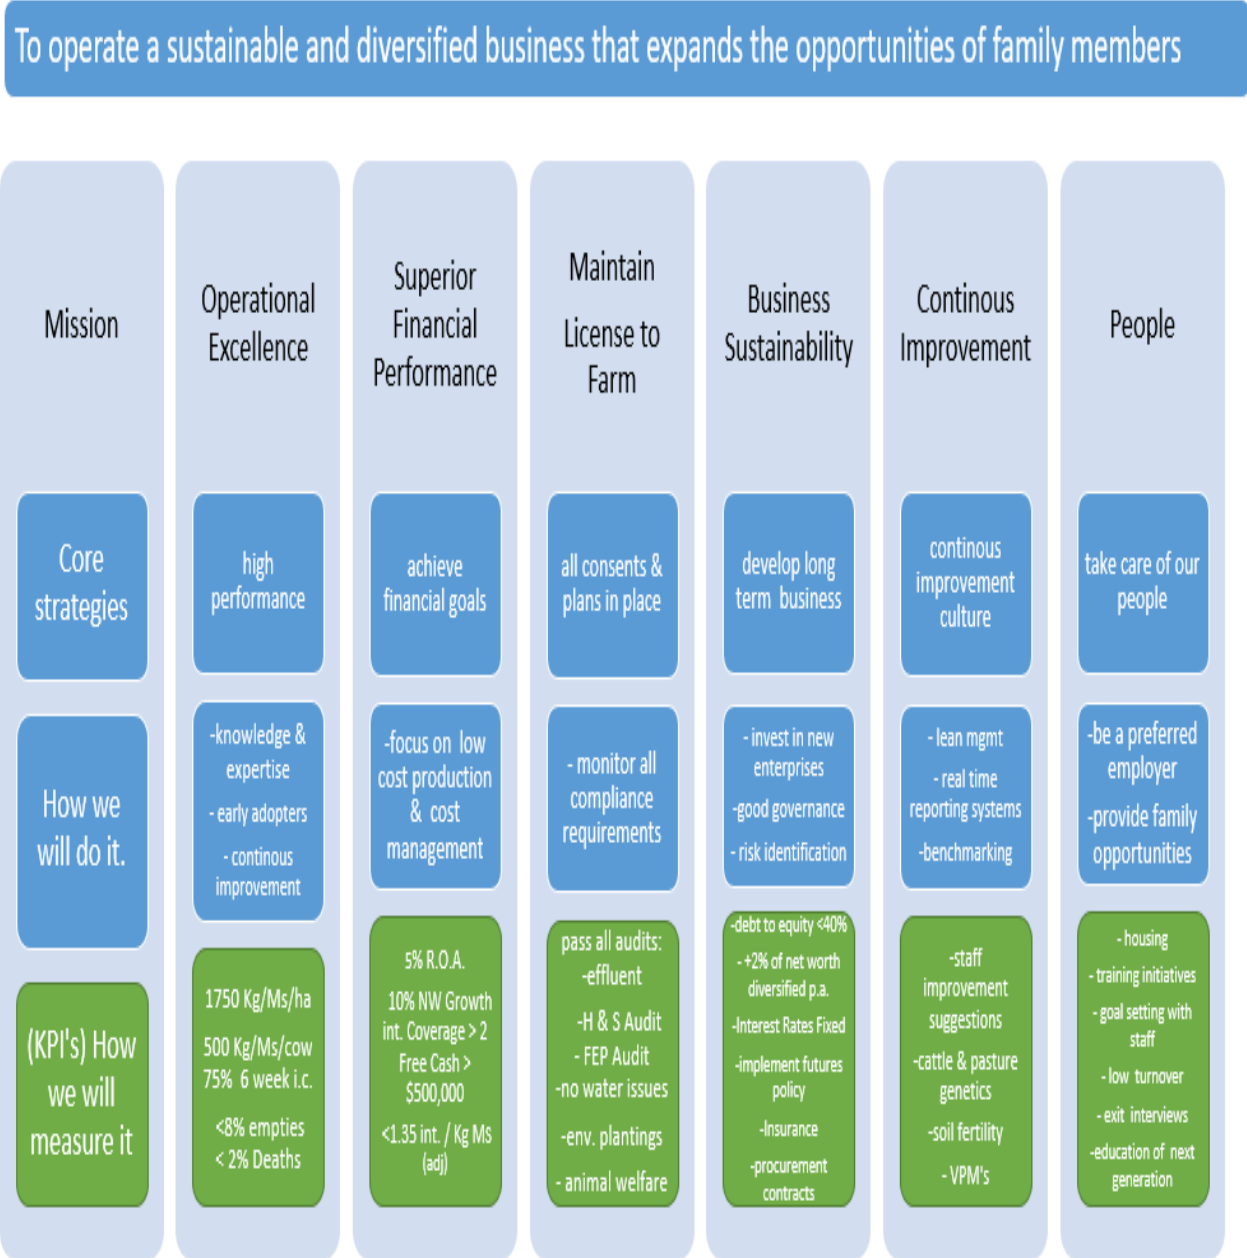 To operate a sustainable and diversified business that expands the opportunities of family members
Mission
Core
strategies
How we
will do it.
(KPI's) How
we will
measure it
Operational
Excellence
high
performance
-knowledge &
expertise
- early adopters
- continous
improvement
1750 Kg/Ms/ha
500 Kg/Ms/cow
75% 6 week i.c.
<8% empties
< 2% Deaths
Superior
Financial
Performance
achieve
financial goals
-focus on low
cost production
& cost
management
5% R.O.A.
10% NW Growth
int. Coverage > 2
Free Cash >
$500,000
<1.35 int. / Kg Ms
(adj)
Maintain
License to
Farm
all consents &
plans in place
- monitor all
compliance
requirements
pass all audits:
-effluent
-H & S Audit
- FEP Audit
-no water issues
-env. plantings
- animal welfare
Business
Sustainability
develop long
term business
- invest in new
enterprises
-good governance
- risk identification
-debt to equity <40%
- +2% of net worth
diversified p.a.
-Interest Rates Fixed
-implement futures
policy
-Insurance
-procurement
contracts
Continous
Improvement
continous
improvement
culture
- lean mgmt
- real time
reporting systems
-benchmarking
-staff
improvement
suggestions
-cattle & pasture
genetics
-soil fertility
- VPM's
People
take care of our
people
-be a preferred
employer
-provide family
opportunities
- housing
- training initiatives
- goal setting with
staff
- low turnover
- exit interviews
-education of next
generation